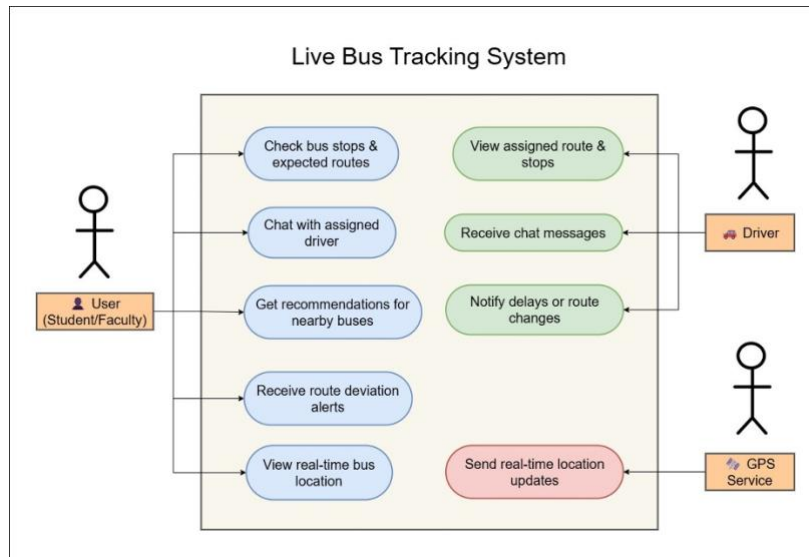 Live Bus Tracking System
Check bus stops &
expected routes
Chat with assigned
driver
Get recommendations for
nearby buses
Receive route deviation
alerts
View real-time bus
location
View assigned route &
stops
Receive chat messages
Notify delays or route
changes
Send real-time location
updates
User
(Student/Faculty)
Driver
GPS
Service